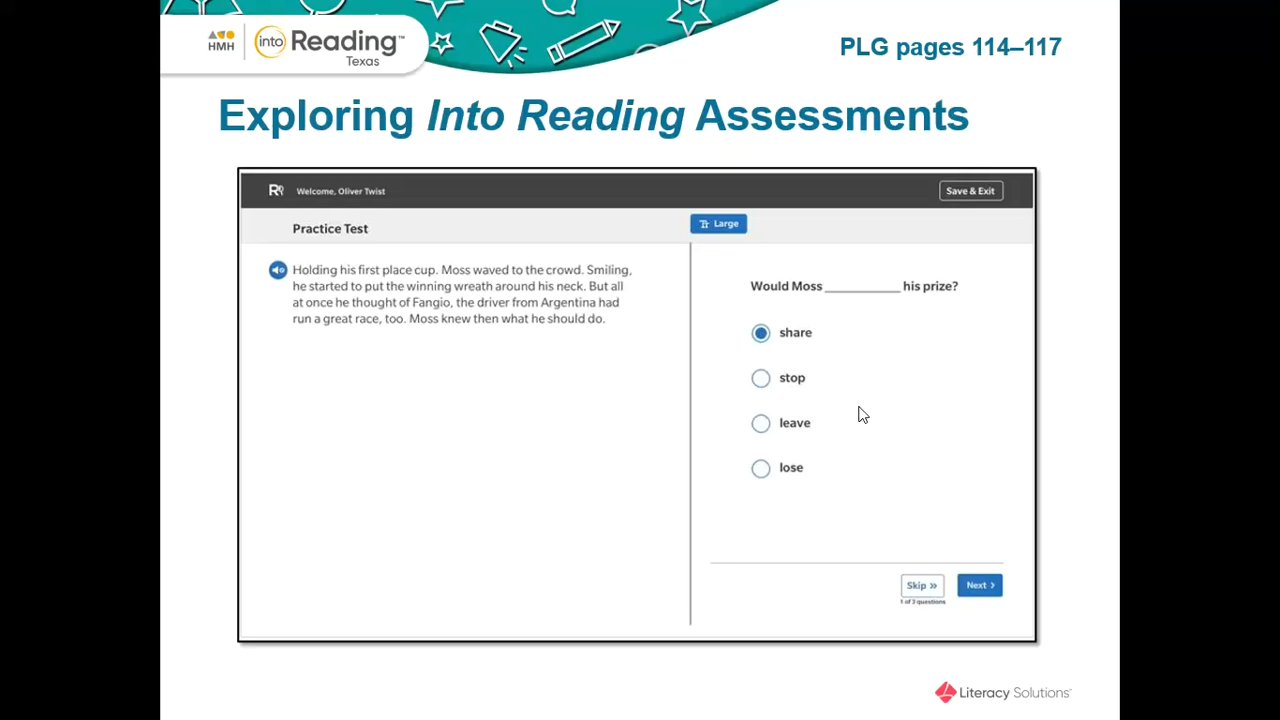 HMH
into Reading™
Texas
PLG pages 114–117
Exploring Into Reading Assessments
Welcome, Oliver Twist
Save & Exit
Practice Test
Tr Large
Holding his first place cup. Moss waved to the crowd. Smiling,
he started to put the winning wreath around his neck. But all
at once he thought of Fangio, the driver from Argentina had
run a great race, too. Moss knew then what he should do.
Would Moss ___________ his prize?
share
stop
leave
lose
Skip »
1 of 3 questions
Next >
Literacy Solutions™